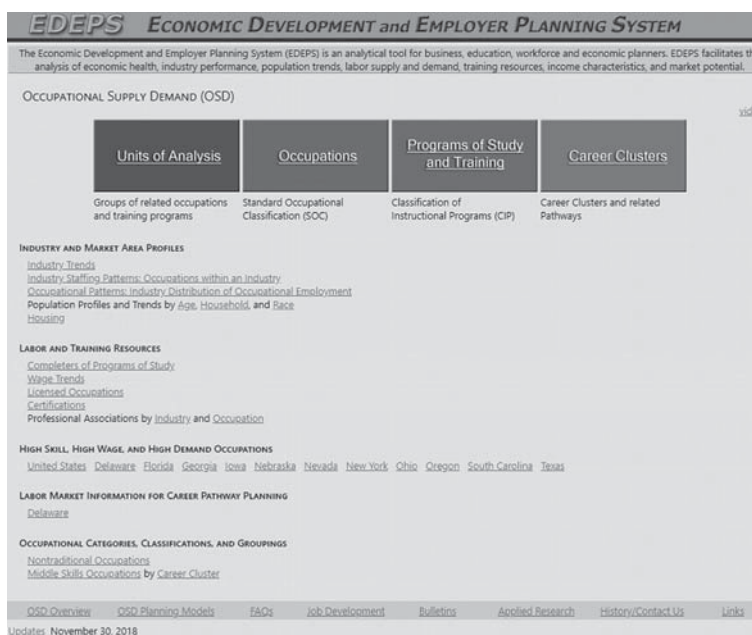 EDEPS ECONOMIC DEVELOPMENT and EMPLOYER PLANNING SYSTEM
The Economic Development and Employer Planning System (EDEPS) is an analytical tool for business, education, workforce and economic planners. EDEPS facilitates
analysis of economic health, industry performance, population trends, labor supply and demand, training resources, income characteristics, and market potential.
OCCUPATIONAL SUPPLY DEMAND (OSD)
Units of Analysis
Occupations
Programs of Study
and Training
Career Clusters
Groups of related occupations
and training programs
Standard Occupational
Classification (SOC)
Classification of
Instructional Programs (CIP)
Career Clusters and related
Pathways
INDUSTRY AND MARKET AREA PROFILES
Industry Trends
Industry Staffing Patterns: Occupations within an Industry
Occupational Patterns: Industry Distribution of Occupational Employment
Population Profiles and Trends by Age, Household, and Race
Housing
LABOR AND TRAINING RESOURCES
Completers of Programs of Study
Wage Trends
Licensed Occupations
Certifications
Professional Associations by Industry and Occupation
HIGH SKILL, HIGH WAGE, AND HIGH DEMAND OCCUPATIONS
United States Delaware Florida Georgia Iowa Nebraska Nevada New York Ohio Oregon South Carolina Texas
LABOR MARKET INFORMATION FOR CAREER PATHWAY PLANNING
Delaware
OCCUPATIONAL CATEGORIES, CLASSIFICATIONS, AND GROUPINGS
Nontraditional Occupations
Middle Skills Occupations by Career Cluster
OSD Overview OSD Planning Models FAQs Job Development Bulletins Applied Research History/Contact Us Links
Updates November 30, 2018